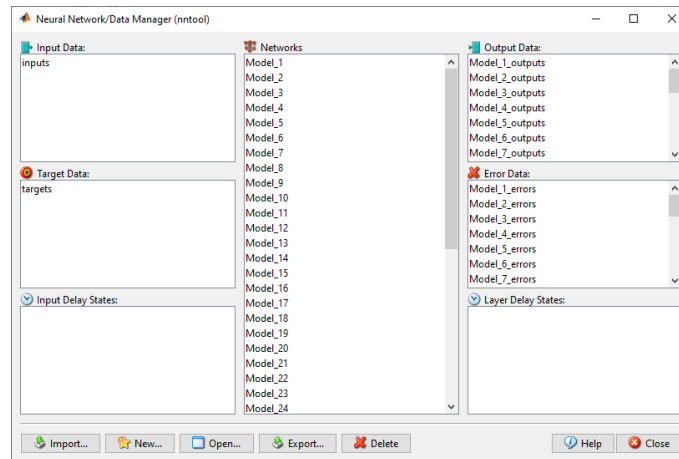 Neural Network/Data Manager (nntool)
Input Data:
inputs
Target Data:
targets
Input Delay States:
Networks
Model_1
Model_2
Model_3
Model_4
Model_5
Model_6
Model_7
Model_8
Model_9
Model_10
Model_11
Model_12
Model_13
Model_14
Model_15
Model_16
Model_17
Model_18
Model_19
Model_20
Model_21
Model_22
Model_23
Model_24
Output Data:
Model_1_outputs
Model_2_outputs
Model_3_outputs
Model_4_outputs
Model_5_outputs
Model_6_outputs
Model_7_outputs
Error Data:
Model_1_errors
Model_2_errors
Model_3_errors
Model_4_errors
Model_5_errors
Model_6_errors
Model_7_errors
Layer Delay States:
Import...
New...
Open...
Export...
Delete
Help
Close